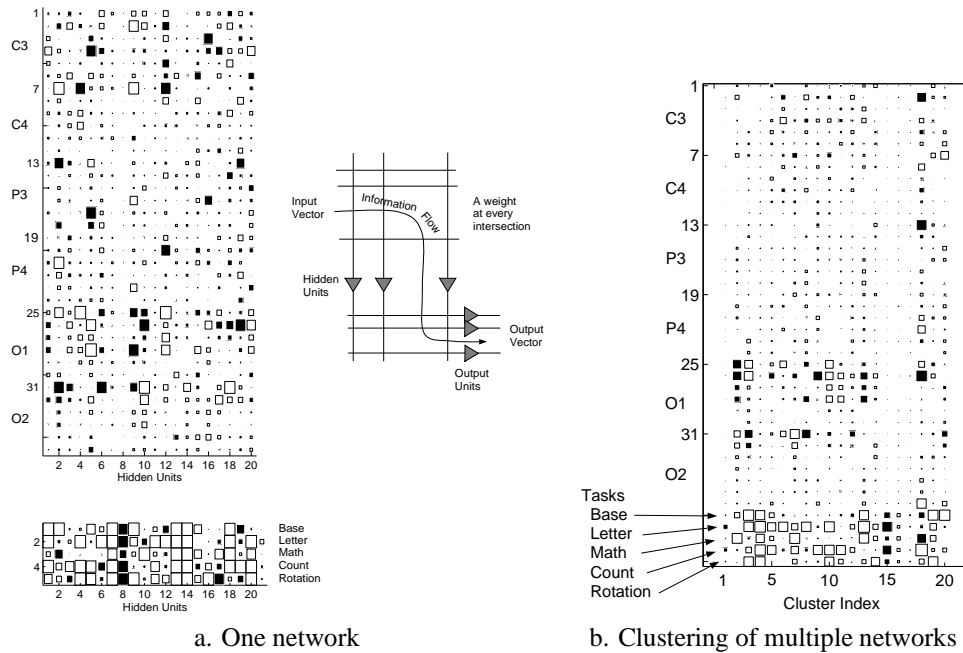 1
C3
7
C4
13
P3
19
P4
25
O1
31
O2
2 4 6 8 10 12 14 16 18 20
Hidden Units
2
4
Base
Letter
Math
Count
Rotation
2 4 6 8 10 12 14 16 18 20
Hidden Units
Input
Vector
Information
Flow
A weight
at every
intersection
Hidden
Units
Output
Vector
Output
Units
1
C3
7
C4
13
P3
19
P4
25
O1
31
O2
Tasks
Base
Letter
Math
Count
Rotation
1 5 10 15 20
Cluster Index
a. One network
b. Clustering of multiple networks